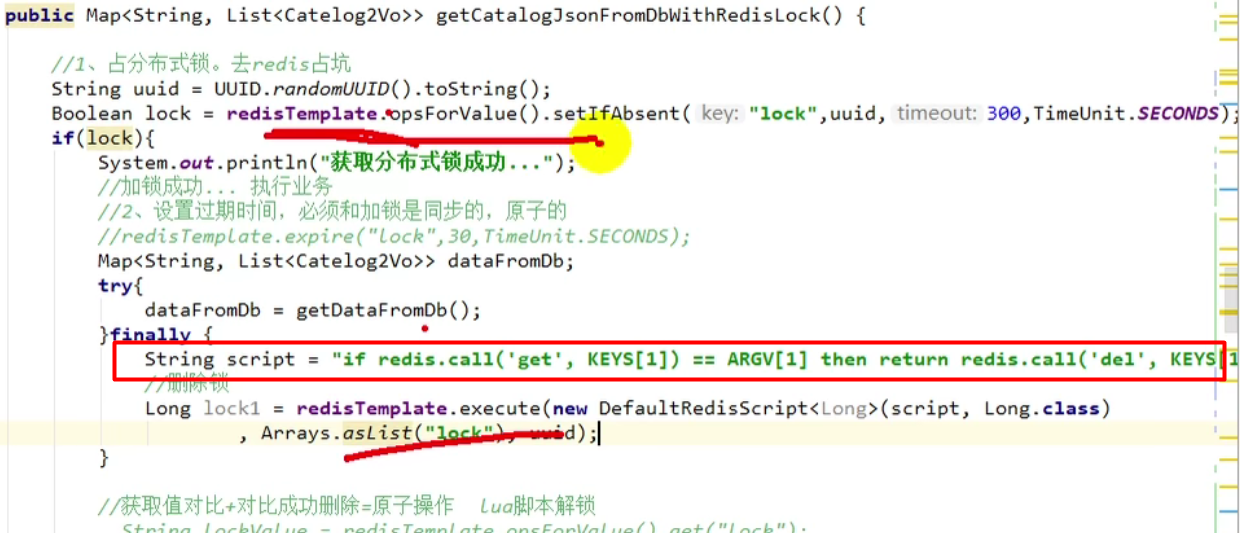 public Map<String, List<Catelog2Vo>> getCatalogJsonFromDbWithRedisLock() {
//1、占分布式锁。去redis占坑
String uuid = UUID.randomUUID().toString();
Boolean lock = redisTemplate.opsForValue().setIfAbsent( key: "lock",uuid, timeout: 300,TimeUnit.SECONDS);
if(lock){
System.out.println("获取分布式锁成功...");
//加锁成功... 执行业务
//2、设置过期时间，必须和加锁是同步的，原子的
//redisTemplate.expire("lock",30,TimeUnit.SECONDS);
Map<String, List<Catelog2Vo>> dataFromDb;
try{
dataFromDb = getDataFromDb();
}finally {
String script = "if redis.call('get', KEYS[1]) == ARGV[1] then return redis.call('del', KEYS[1
//删除锁
Long lock1 = redisTemplate.execute(new DefaultRedisScript<Long>(script, Long.class)
, Arrays.asList("lock"), uuid);
}
//获取值对比+对比成功删除=原子操作 lua脚本解锁
String lockValue = redisTemplate.opsForValue().get("lock");